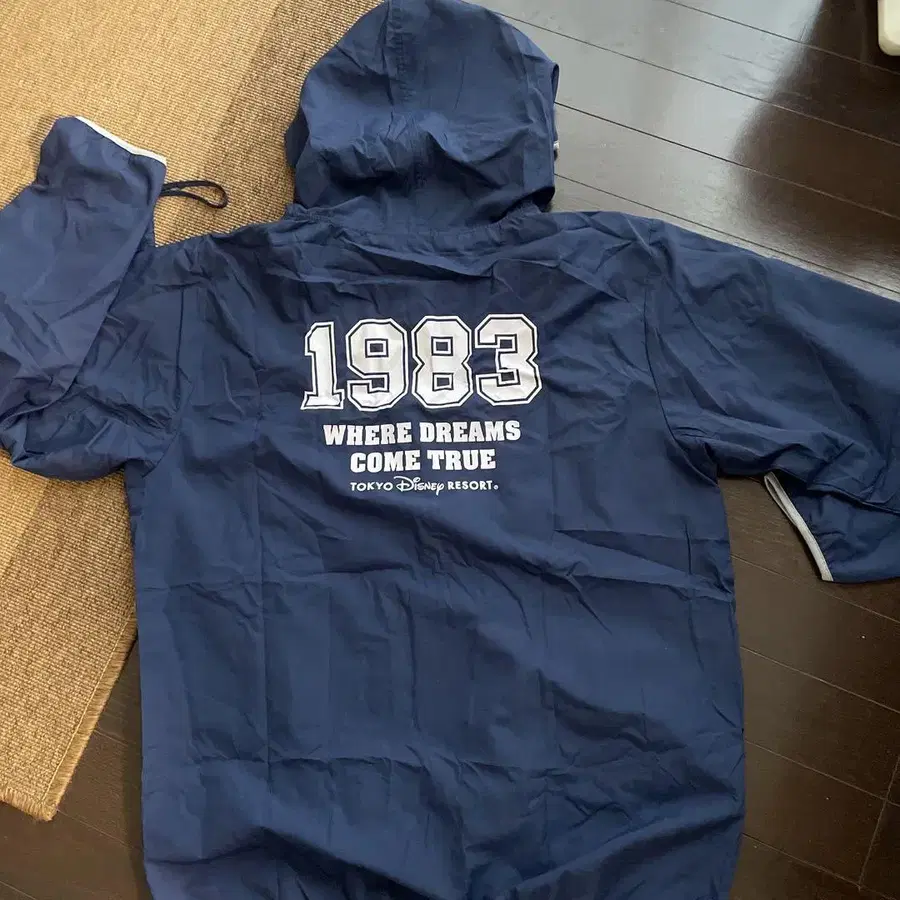 1983
WHERE DREAMS
COME TRUE
TOKYO Disney RESORT®